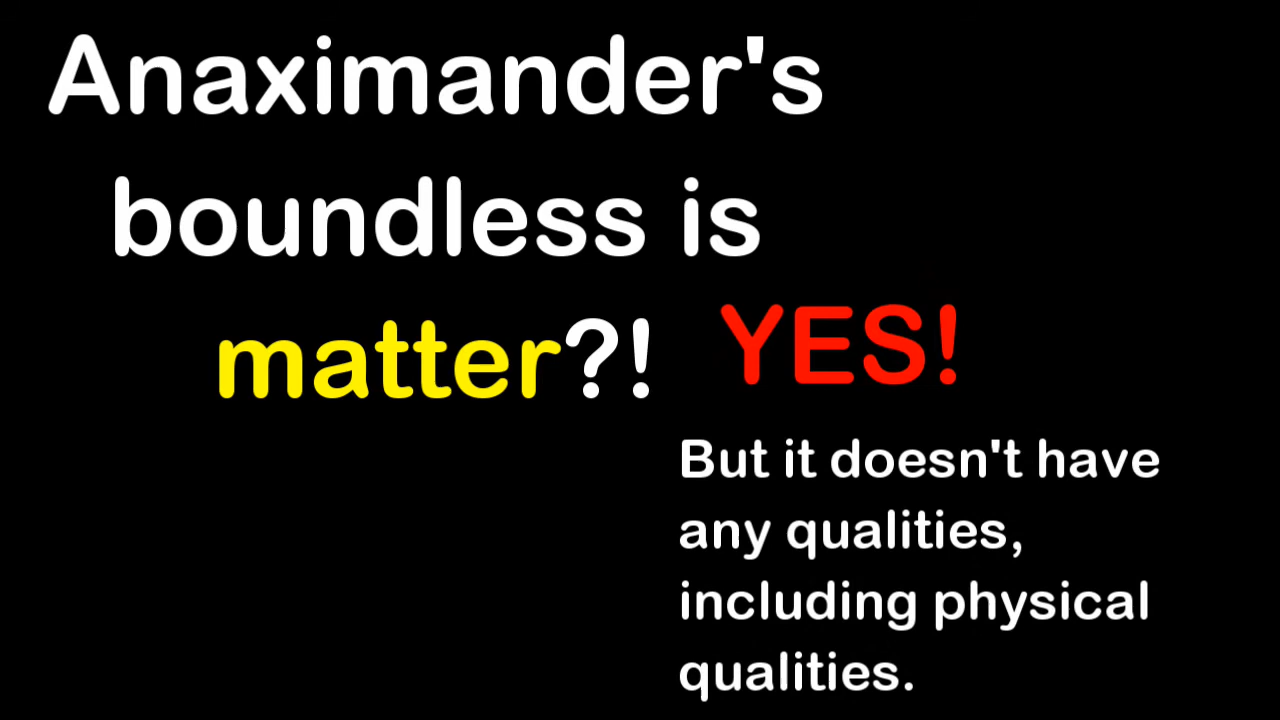 Anaximander's
boundless is
matter?! YES!
But it doesn't have
any qualities,
including physical
qualities.